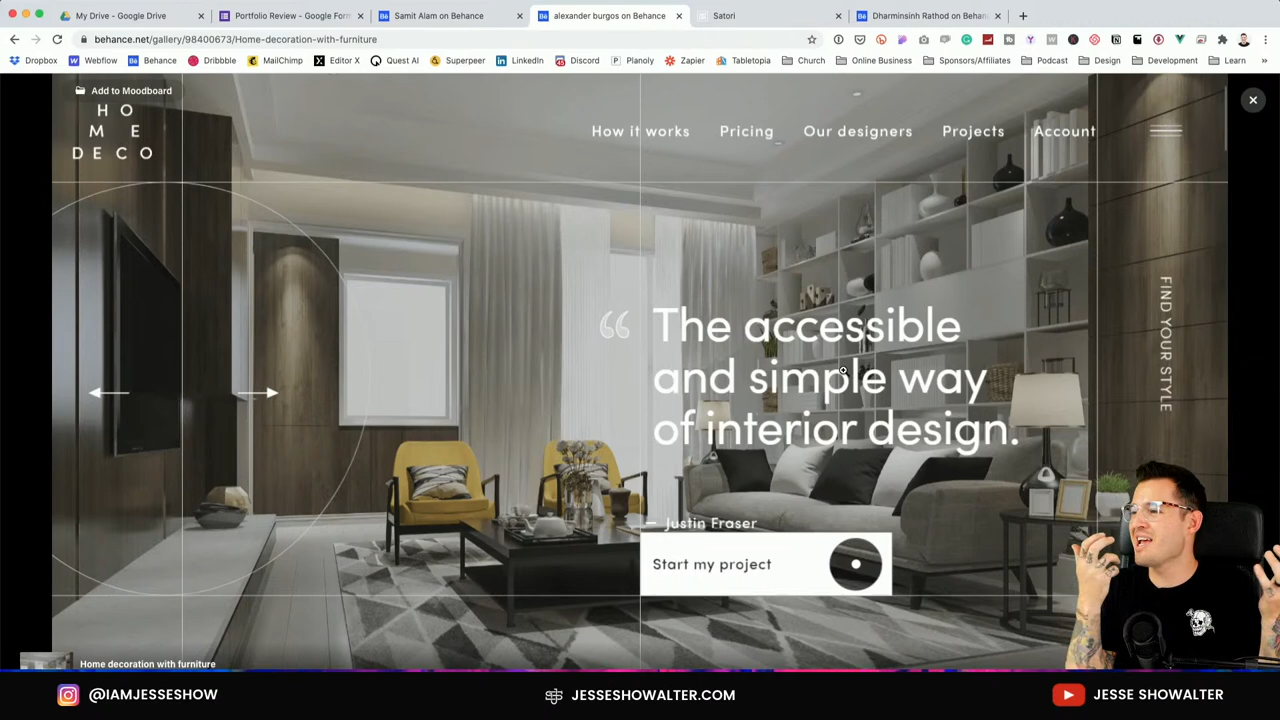 My Drive - Google Drive
Portfolio Review - Google Form
Samit Alam on Behance
alexander burgos on Behance
Satori
Dharminsinh Rathod on Behan
behance.net/gallery/98400673/Home-decoration-with-furniture
Dropbox
Webflow
Behance
Dribbble
MailChimp
Editor X
Quest AI
Superpeer
LinkedIn
Discord
Planoly
Zapier
Tabletopia
Church
Online Business
Sponsors/Affiliates
Podcast
Design
Development
Learn
Add to Moodboard
HO
ME
DECO
How it works
Pricing
Our designers
Projects
Account
“ The accessible
and simple way
of interior design.
FIND YOUR STYLE
— Justin Fraser
Start my project
Home decoration with furniture
@IAMJESSESHOW
JESSESHOWALTER.COM
JESSE SHOWALTER